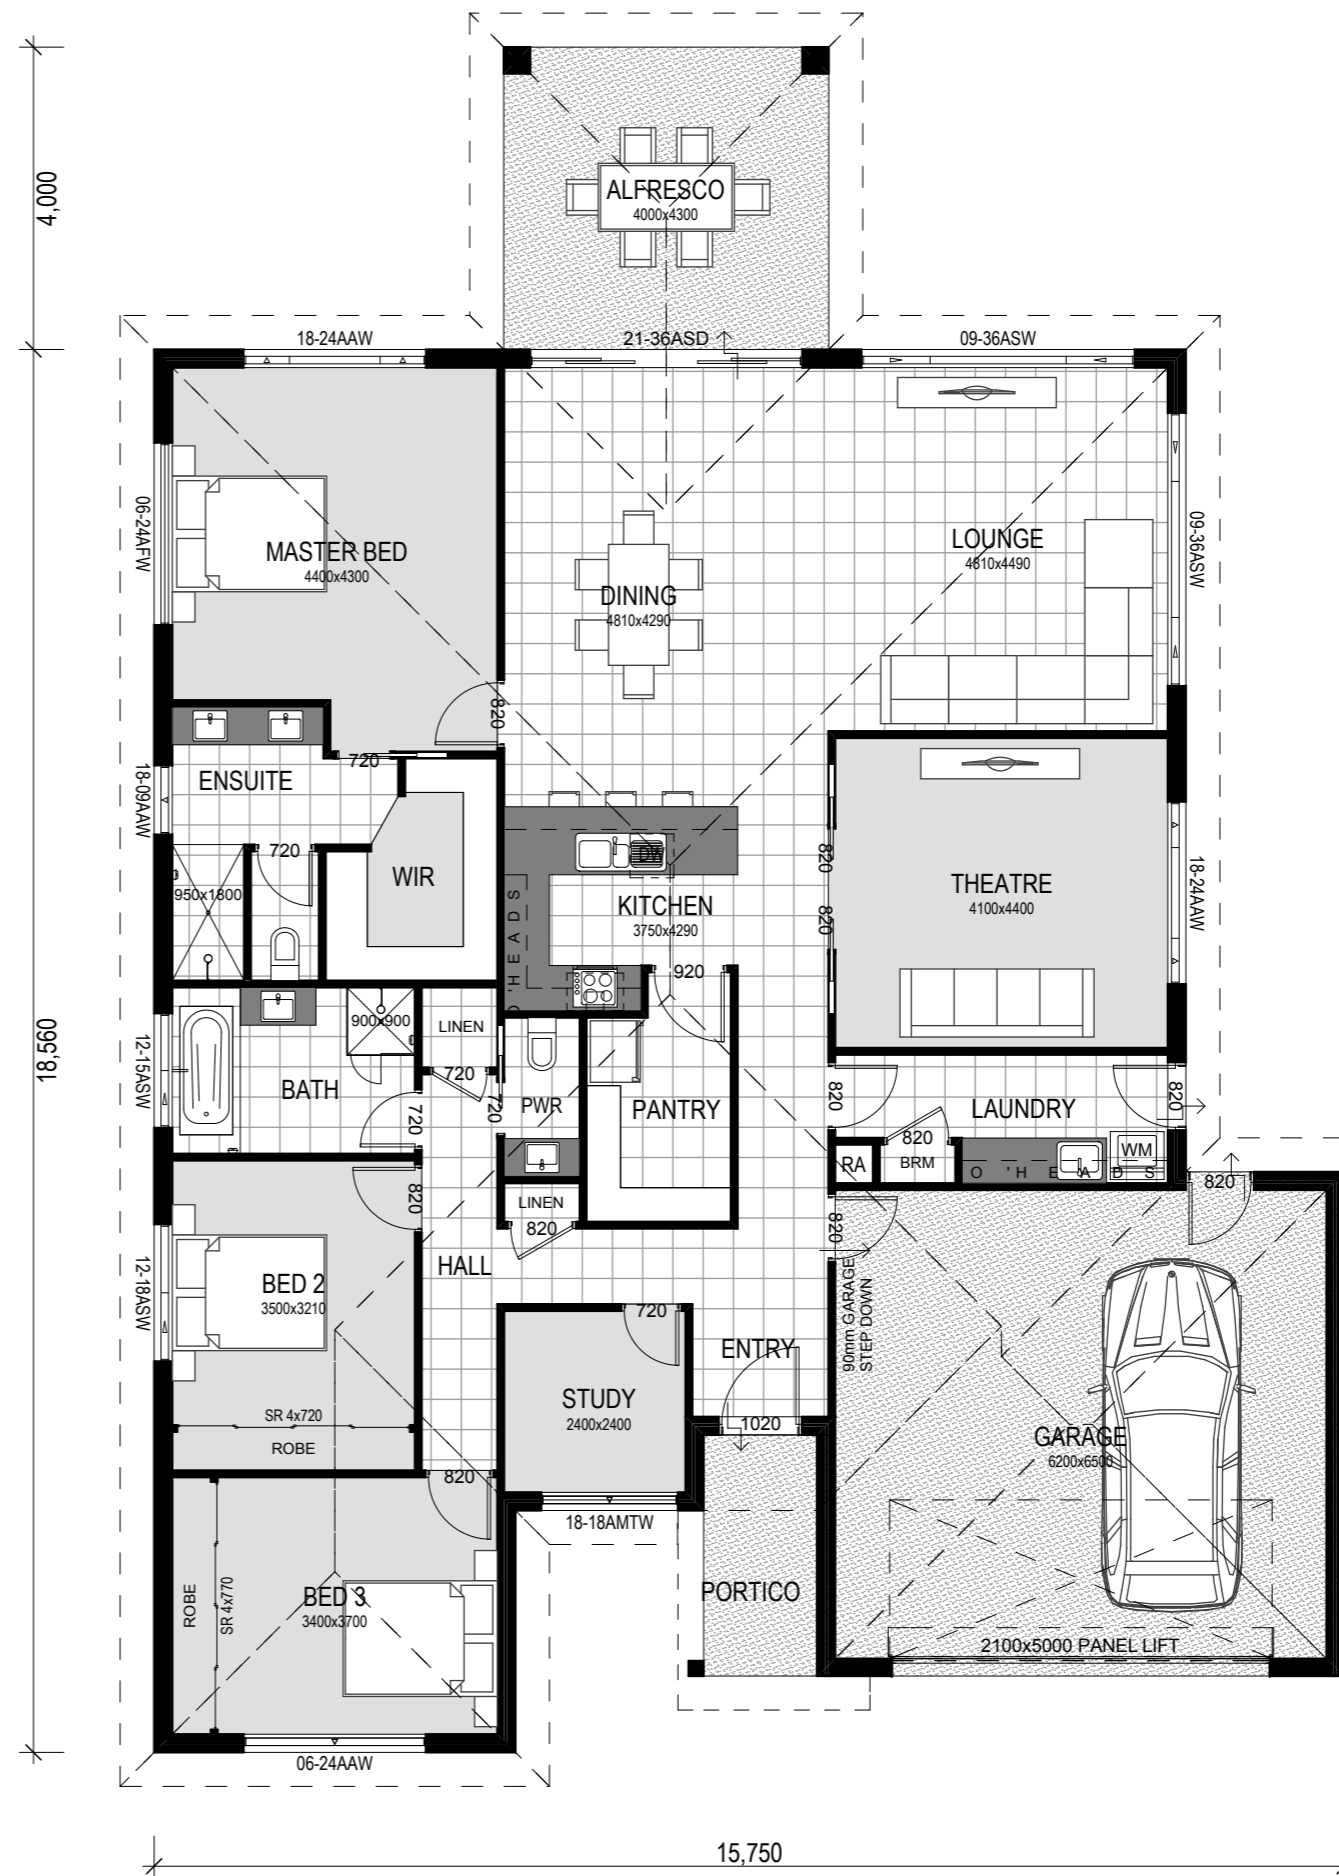 4,000
ALFRESCO
4000x4300
18-24AAW
21-36ASD
09-36ASW
06-24AFW
MASTER BED
4400x4300
DINING
4810x4290
LOUNGE
4810x4490
09-36ASW
820
720
ENSUITE
18-09AAW
720
950x1800
WIR
DW
O'HEADS
KITCHEN
3750x4290
920
820
820
THEATRE
4100x4400
18-24AAW
18,560
12-15ASW
BATH
900x900
LINEN
720
720
720
PWR
PANTRY
820
LAUNDRY
820
820
BRM
RA
O'HEADS
WM
820
LINEN
820
HALL
820
820
90mm GARAGE
STEP DOWN
12-18ASW
BED 2
3500x3210
SR 4x720
ROBE
720
STUDY
2400x2400
ENTRY
1020
GARAGE
6200x6500
820
18-18AMTW
ROBE
SR 4x770
BED 3
3400x3700
PORTICO
2100x5000 PANEL LIFT
06-24AAW
15,750